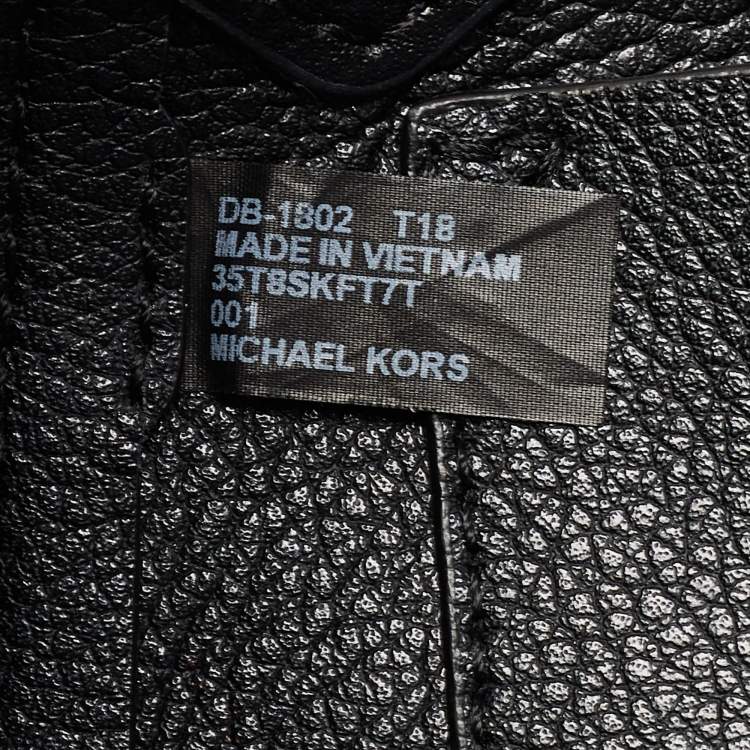 DB-1802 T18
MADE IN VIETNAM
35T8SKFT7T
001
MICHAEL KORS